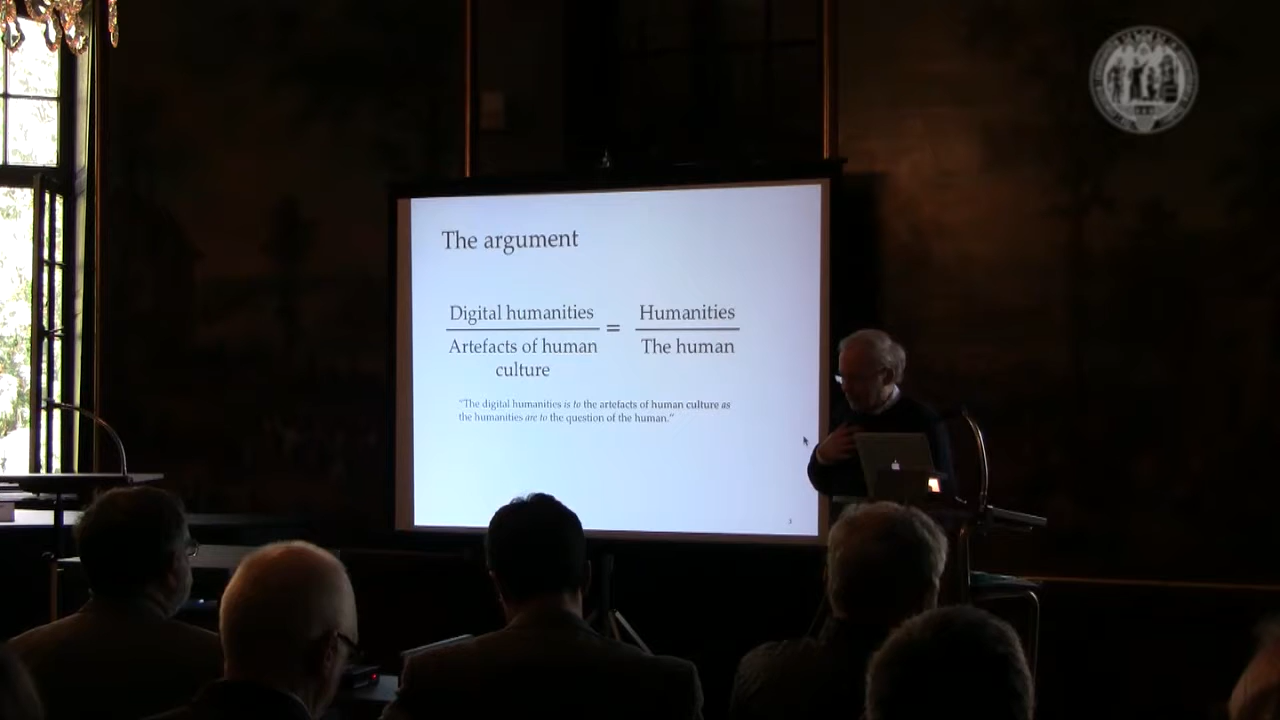 The argument
Digital humanities
Artefacts of human
culture
=
Humanities
The human
“The digital humanities is to the artefacts of human culture as
the humanities are to the question of the human.”
3